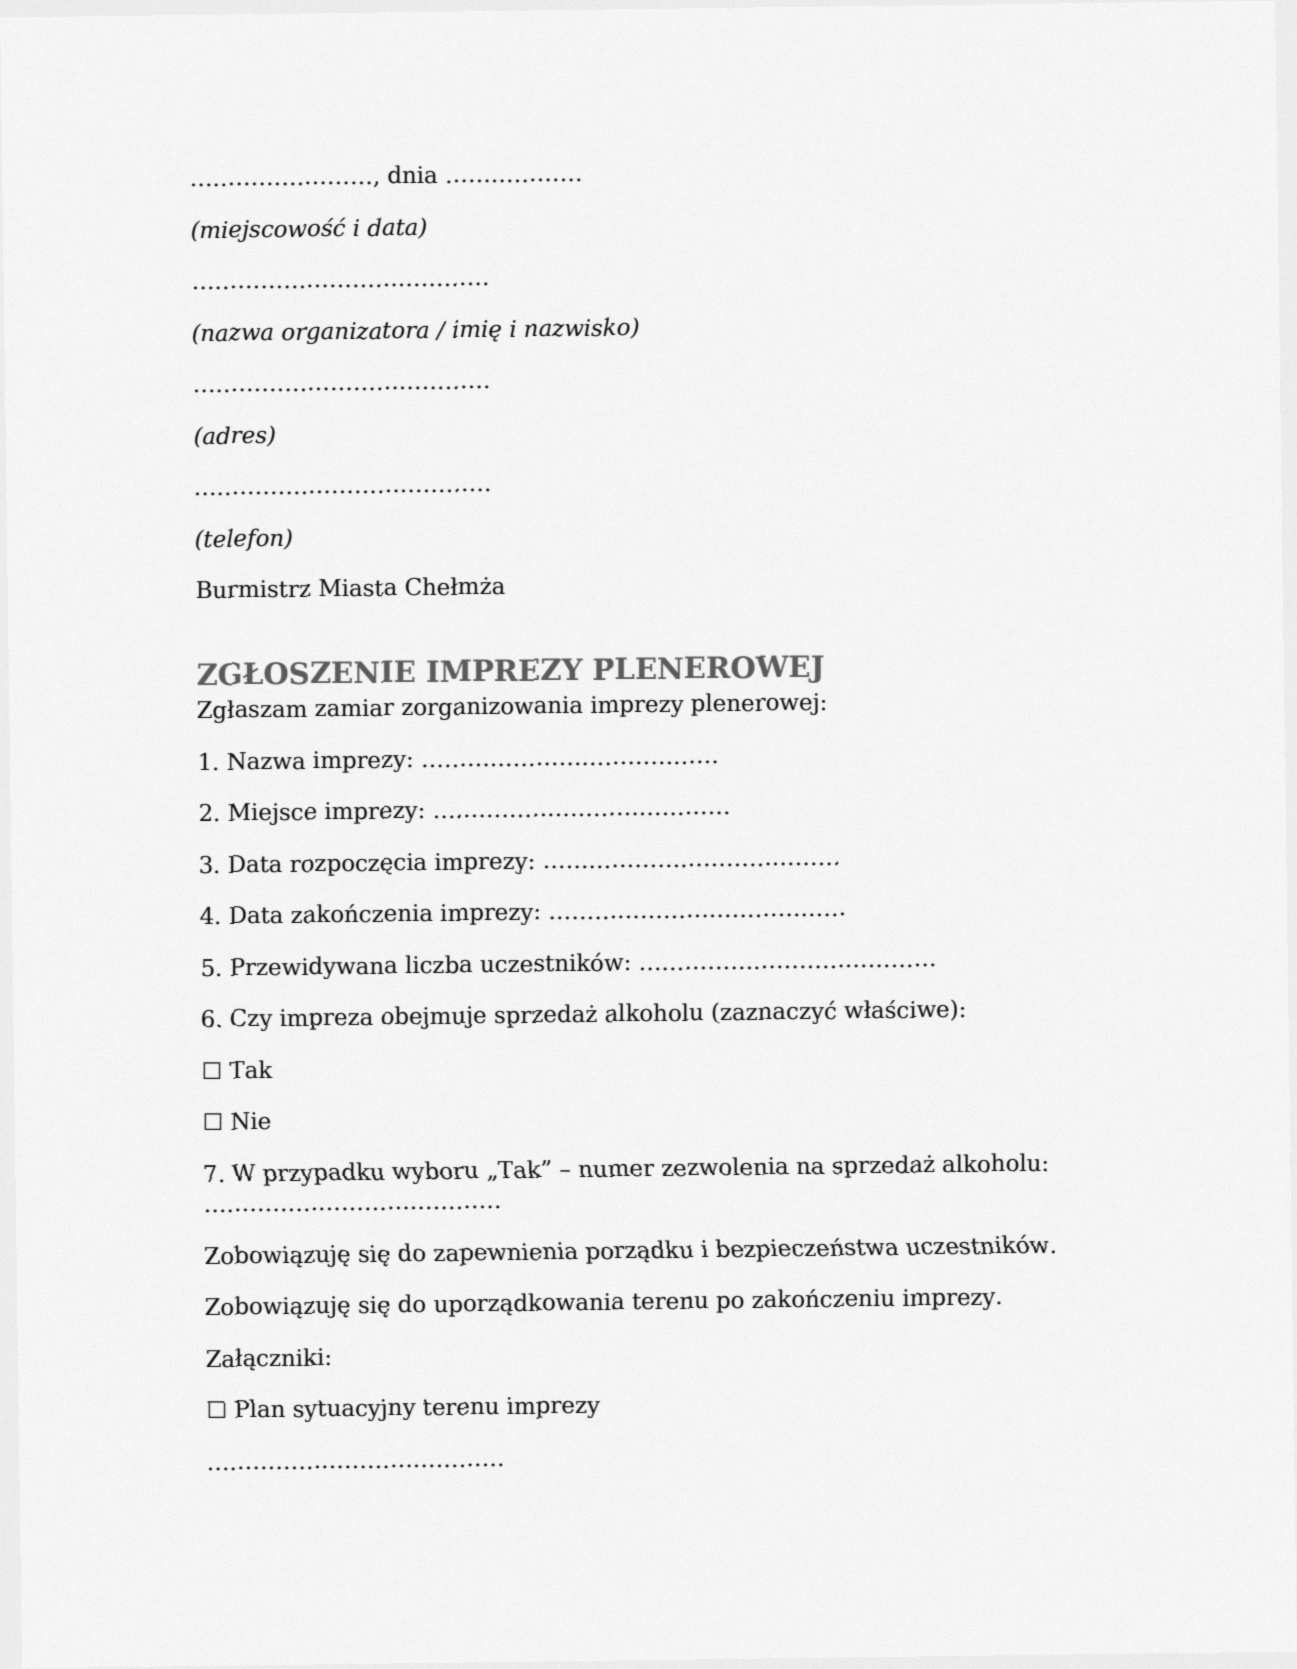 ........................, dnia ..................
(miejscowość i data)
.......................................
(nazwa organizatora / imię i nazwisko)
.......................................
(adres)
.......................................
(telefon)
Burmistrz Miasta Chełmża
ZGŁOSZENIE IMPREZY PLENEROWEJ
Zgłaszam zamiar zorganizowania imprezy plenerowej:
1. Nazwa imprezy: .......................................
2. Miejsce imprezy: .......................................
3. Data rozpoczęcia imprezy: .......................................
4. Data zakończenia imprezy: .......................................
5. Przewidywana liczba uczestników: .......................................
6. Czy impreza obejmuje sprzedaż alkoholu (zaznaczyć właściwe):
☐ Tak
☐ Nie
7. W przypadku wyboru „Tak” – numer zezwolenia na sprzedaż alkoholu:
.......................................
Zobowiązuję się do zapewnienia porządku i bezpieczeństwa uczestników.
Zobowiązuję się do uporządkowania terenu po zakończeniu imprezy.
Załączniki:
☐ Plan sytuacyjny terenu imprezy
.......................................